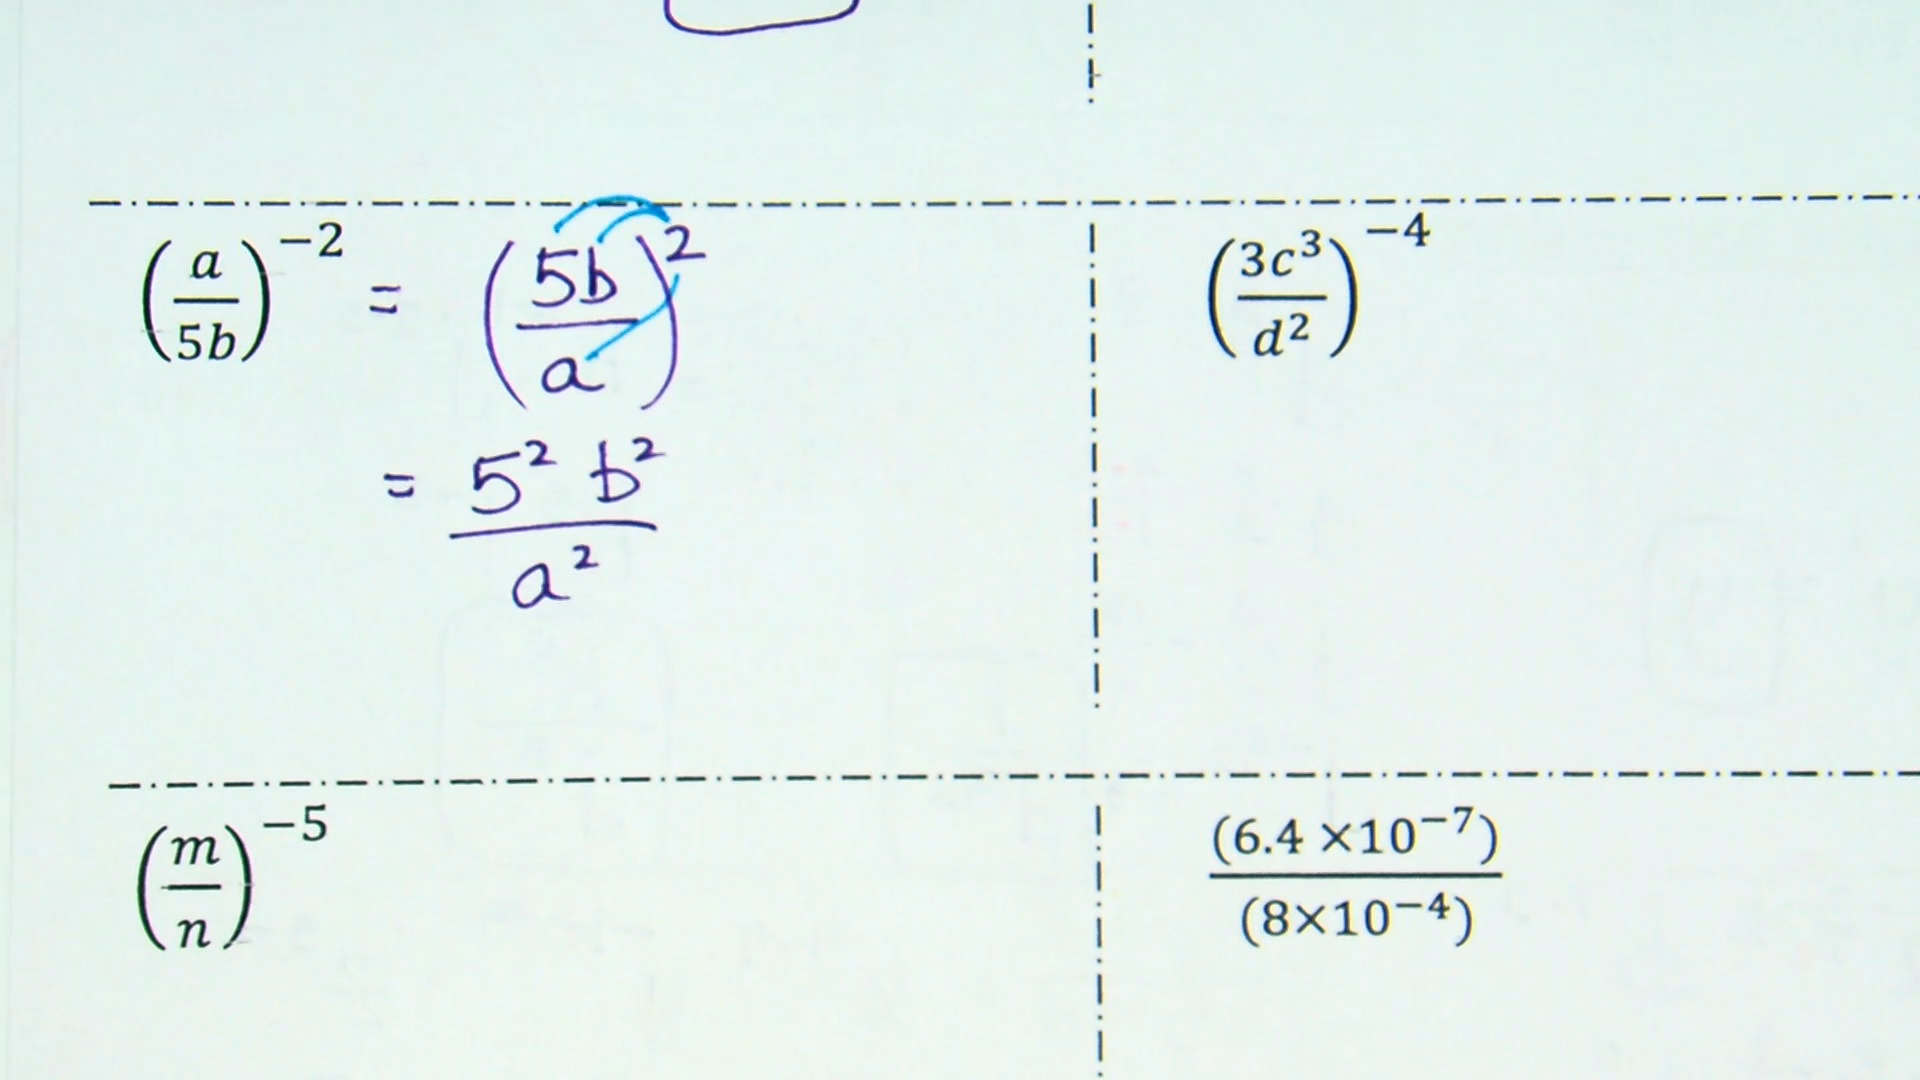 (a/5b)^-2 = (5b/a)^2
= 5^2 b^2 / a^2
(3c^3/d^2)^-4
(m/n)^-5
(6.4 ×10^-7)/(8×10^-4)